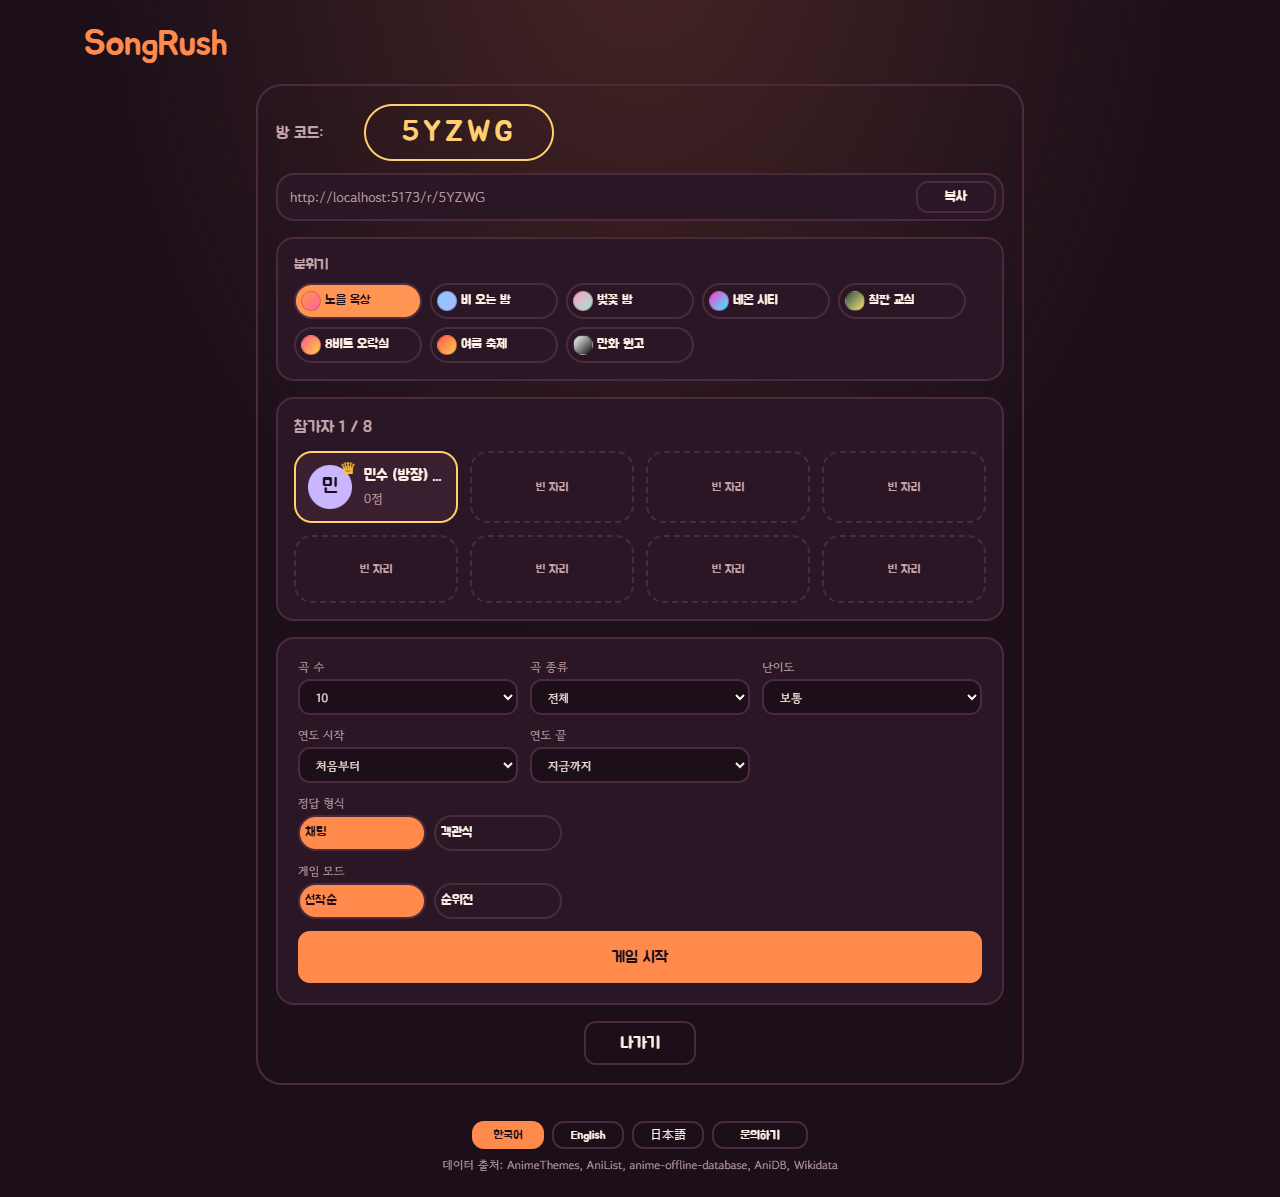 SongRush
방 코드:
5YZWG
http://localhost:5173/r/5YZWG
복사
분위기
노을 옥상
비 오는 밤
벚꽃 밤
네온 시티
칠판 교실
8비트 오락실
여름 축제
만화 원고
참가자 1 / 8
민
민수 (방장) ...
0점
빈 자리
빈 자리
빈 자리
빈 자리
빈 자리
빈 자리
빈 자리
곡 수
곡 종류
난이도
10
전체
보통
연도 시작
연도 끝
처음부터
지금까지
정답 형식
채팅
객관식
게임 모드
선착순
순위전
게임 시작
나가기
한국어
English
日本語
문의하기
데이터 출처: AnimeThemes, AniList, anime-offline-database, AniDB, Wikidata